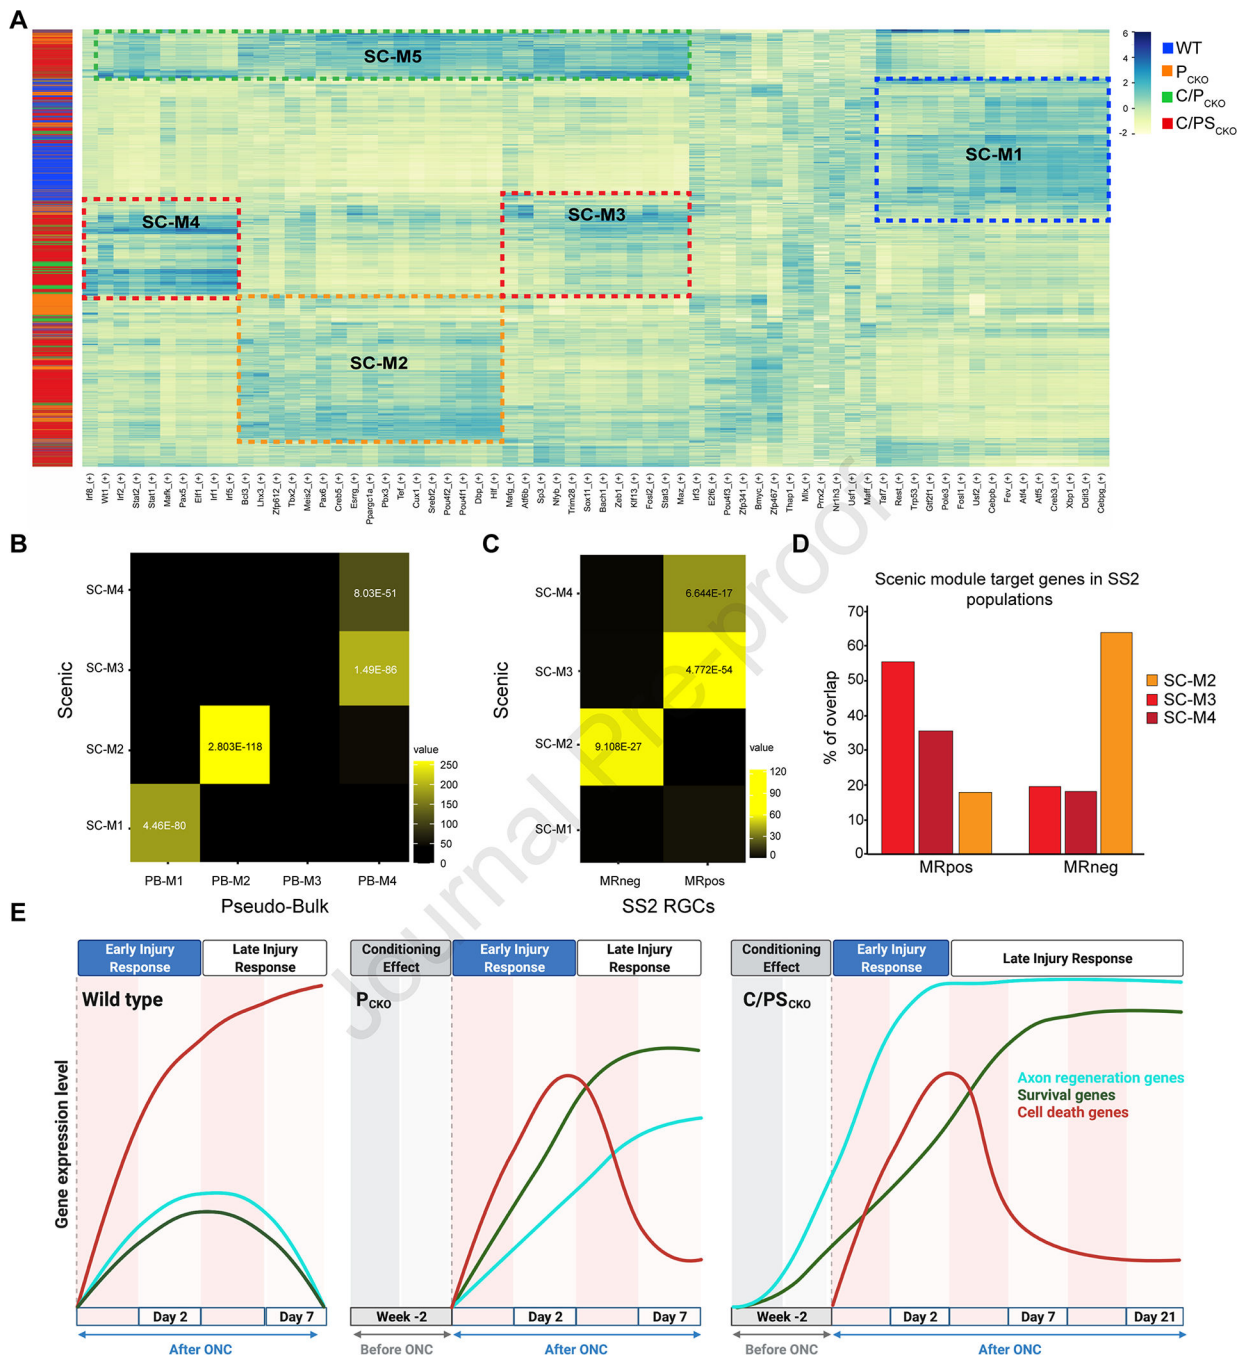 A
SC-M5
SC-M1
SC-M4
SC-M3
SC-M2
6
4
2
0
-2
WT
PCKO
C/PCKO
C/PSCKO
Irf8_(+)
Wt1_(+)
Irf2_(+)
Stat2_(+)
Stat1_(+)
Mafk_(+)
Pax5_(+)
Elf1_(+)
Irf1_(+)
Irf5_(+)
Bcl3_(+)
Lhx3_(+)
Zfp612_(+)
Tbx2_(+)
Meis2_(+)
Pax6_(+)
Creb5_(+)
Esrrg_(+)
Ppargc1a_(+)
Pbx3_(+)
Tef_(+)
Cux1_(+)
Srebf2_(+)
Pou4f2_(+)
Pou4f1_(+)
Dbp_(+)
Hlf_(+)
Mafg_(+)
Atf6b_(+)
Sp3_(+)
Nfyb_(+)
Trim28_(+)
Sox11_(+)
Bach1_(+)
Zeb1_(+)
Klf13_(+)
Fosl2_(+)
Stat3_(+)
Maz_(+)
Irf3_(+)
E2f6_(+)
Pou4f3_(+)
Zfp341_(+)
Bmyc_(+)
Zfp467_(+)
Thap1_(+)
Mlx_(+)
Prrx2_(+)
Nr1h3_(+)
Usf1_(+)
Maff_(+)
Taf7_(+)
Rest_(+)
Trp53_(+)
Gtf2f1_(+)
Pole3_(+)
Fosl1_(+)
Usf2_(+)
Cebpb_(+)
Fev_(+)
Atf4_(+)
Atf5_(+)
Creb3_(+)
Xbp1_(+)
Ddit3_(+)
Cebpg_(+)
B
Scenic
SC-M4
SC-M3
SC-M2
SC-M1
8.03E-51
1.49E-86
2.803E-118
4.46E-80
PB-M1 PB-M2 PB-M3 PB-M4
Pseudo-Bulk
value
250
200
150
100
50
0
C
Scenic
SC-M4
SC-M3
SC-M2
SC-M1
6.644E-17
4.772E-54
9.108E-27
MRneg MRpos
SS2 RGCs
value
120
90
60
30
0
D
Scenic module target genes in SS2
populations
% of overlap
70
60
50
40
30
20
10
0
MRpos MRneg
SC-M2
SC-M3
SC-M4
Journal Pre-proof
E
Gene expression level
Early Injury
Response
Late Injury
Response
Wild type
Day 2
Day 7
After ONC
Conditioning
Effect
Early Injury
Response
Late Injury
Response
PCKO
Week -2
Day 2
Day 7
Before ONC
After ONC
Conditioning
Effect
Early Injury
Response
Late Injury Response
C/PSCKO
Axon regeneration genes
Survival genes
Cell death genes
Week -2
Day 2
Day 7
Day 21
Before ONC
After ONC